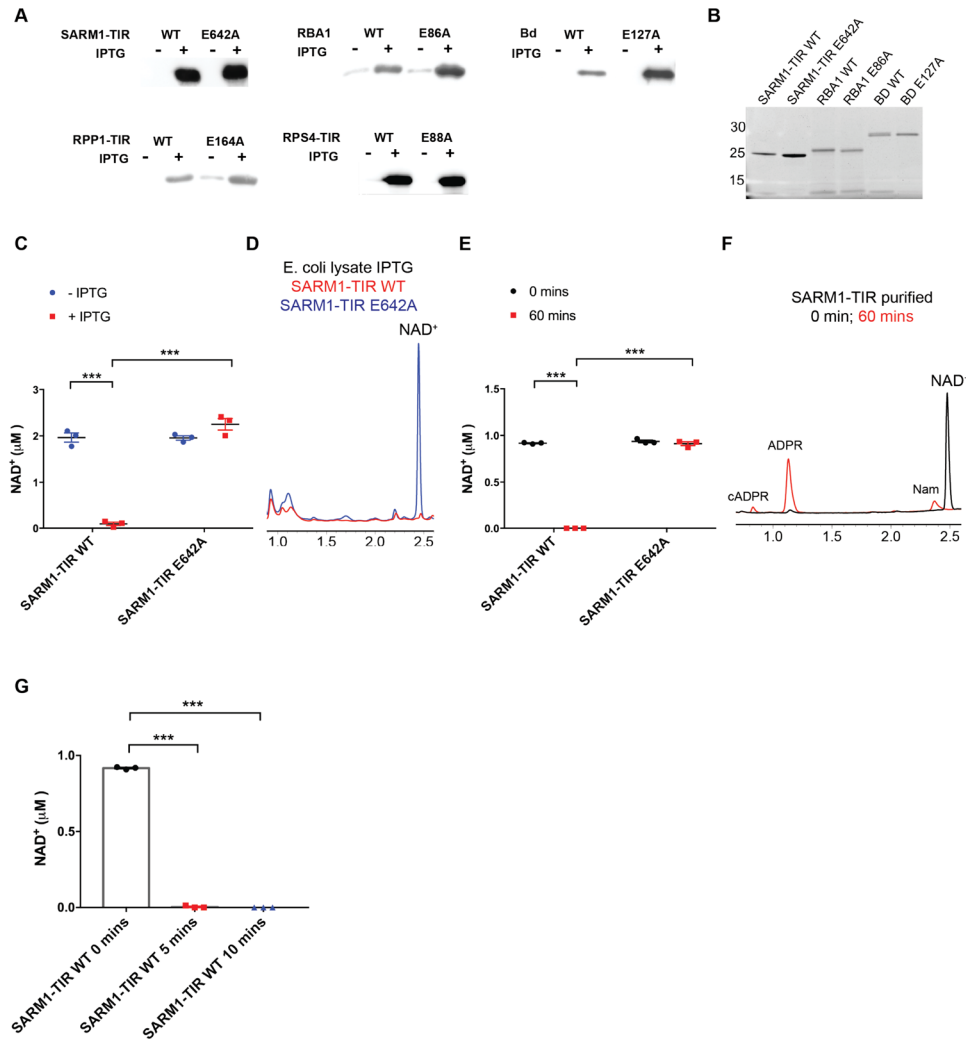 A
SARM1-TIR WT E642A
IPTG - + - +
RBA1 WT E86A
IPTG - + - +
Bd WT E127A
IPTG - + - +
RPP1-TIR WT E164A
IPTG - + - +
RPS4-TIR WT E88A
IPTG - + - +
B
SARM1-TIR WT
SARM1-TIR E642A
RBA1 WT
RBA1 E86A
BD WT
BD E127A
30
25
15
C
- IPTG
+ IPTG
***
***
NAD+ (μM)
3
2
1
0
SARM1-TIR WT
SARM1-TIR E642A
D
E. coli lysate IPTG
SARM1-TIR WT
SARM1-TIR E642A
NAD+
1.0 1.5 2.0 2.5
E
0 mins
60 mins
***
***
NAD+ (μM)
1.5
1.0
0.5
0.0
SARM1-TIR WT
SARM1-TIR E642A
F
SARM1-TIR purified
0 min; 60 mins
NAD+
ADPR
cADPR
Nam
1.0 1.5 2.0 2.5
G
***
***
NAD+ (μM)
1.0
0.5
0.0
SARM1-TIR WT 0 mins
SARM1-TIR WT 5 mins
SARM1-TIR WT 10 mins